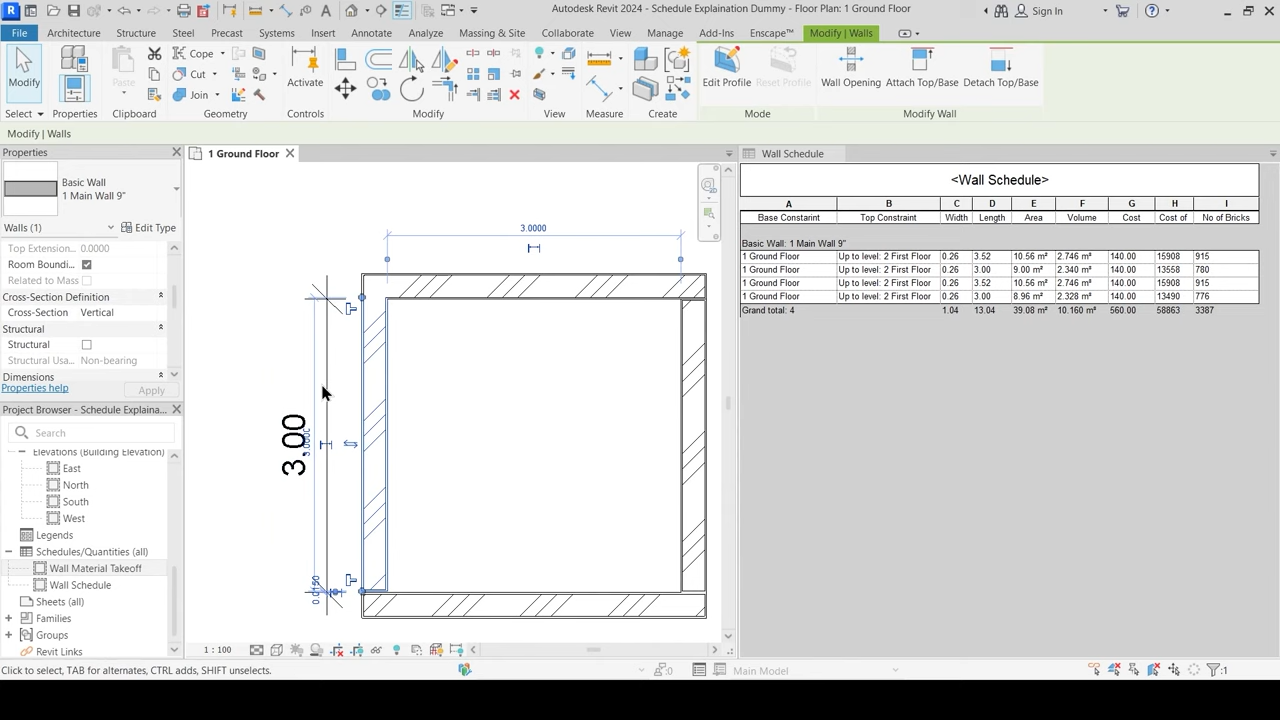 Autodesk Revit 2024 - Schedule Explaination Dummy - Floor Plan: 1 Ground Floor
Sign In
File Architecture Structure Steel Precast Systems Insert Annotate Analyze Massing & Site Collaborate View Manage Add-Ins Enscape™ Modify | Walls
Modify Paste Cope Cut Join Activate Edit Profile Reset Profile Wall Opening Attach Top/Base Detach Top/Base
Select Properties Clipboard Geometry Controls Modify View Measure Create Mode Modify Wall
Modify | Walls
Properties
Basic Wall
1 Main Wall 9"
Walls (1) Edit Type
Top Extension... 0.0000
Room Boundi...
Related to Mass
Cross-Section Definition
Cross-Section Vertical
Structural
Structural
Structural Usa... Non-bearing
Dimensions
Properties help Apply
Project Browser - Schedule Explaina...
Search
Elevations (Building Elevation)
East
North
South
West
Legends
Schedules/Quantities (all)
Wall Material Takeoff
Wall Schedule
Sheets (all)
Families
Groups
Revit Links
1 Ground Floor
3.0000
3.00
3.0000
0.0150
1 : 100
Wall Schedule
<Wall Schedule>
A B C D E F G H I
Base Constarint Top Constraint Width Length Area Volume Cost Cost of No of Bricks
Basic Wall: 1 Main Wall 9"
1 Ground Floor Up to level: 2 First Floor 0.26 3.52 10.56 m² 2.746 m³ 140.00 15908 915
1 Ground Floor Up to level: 2 First Floor 0.26 3.00 9.00 m² 2.340 m³ 140.00 13558 780
1 Ground Floor Up to level: 2 First Floor 0.26 3.52 10.56 m² 2.746 m³ 140.00 15908 915
1 Ground Floor Up to level: 2 First Floor 0.26 3.00 8.96 m² 2.328 m³ 140.00 13490 776
Grand total: 4 1.04 13.04 39.08 m² 10.160 m³ 560.00 58863 3387
Click to select, TAB for alternates, CTRL adds, SHIFT unselects.
:0
Main Model
:1